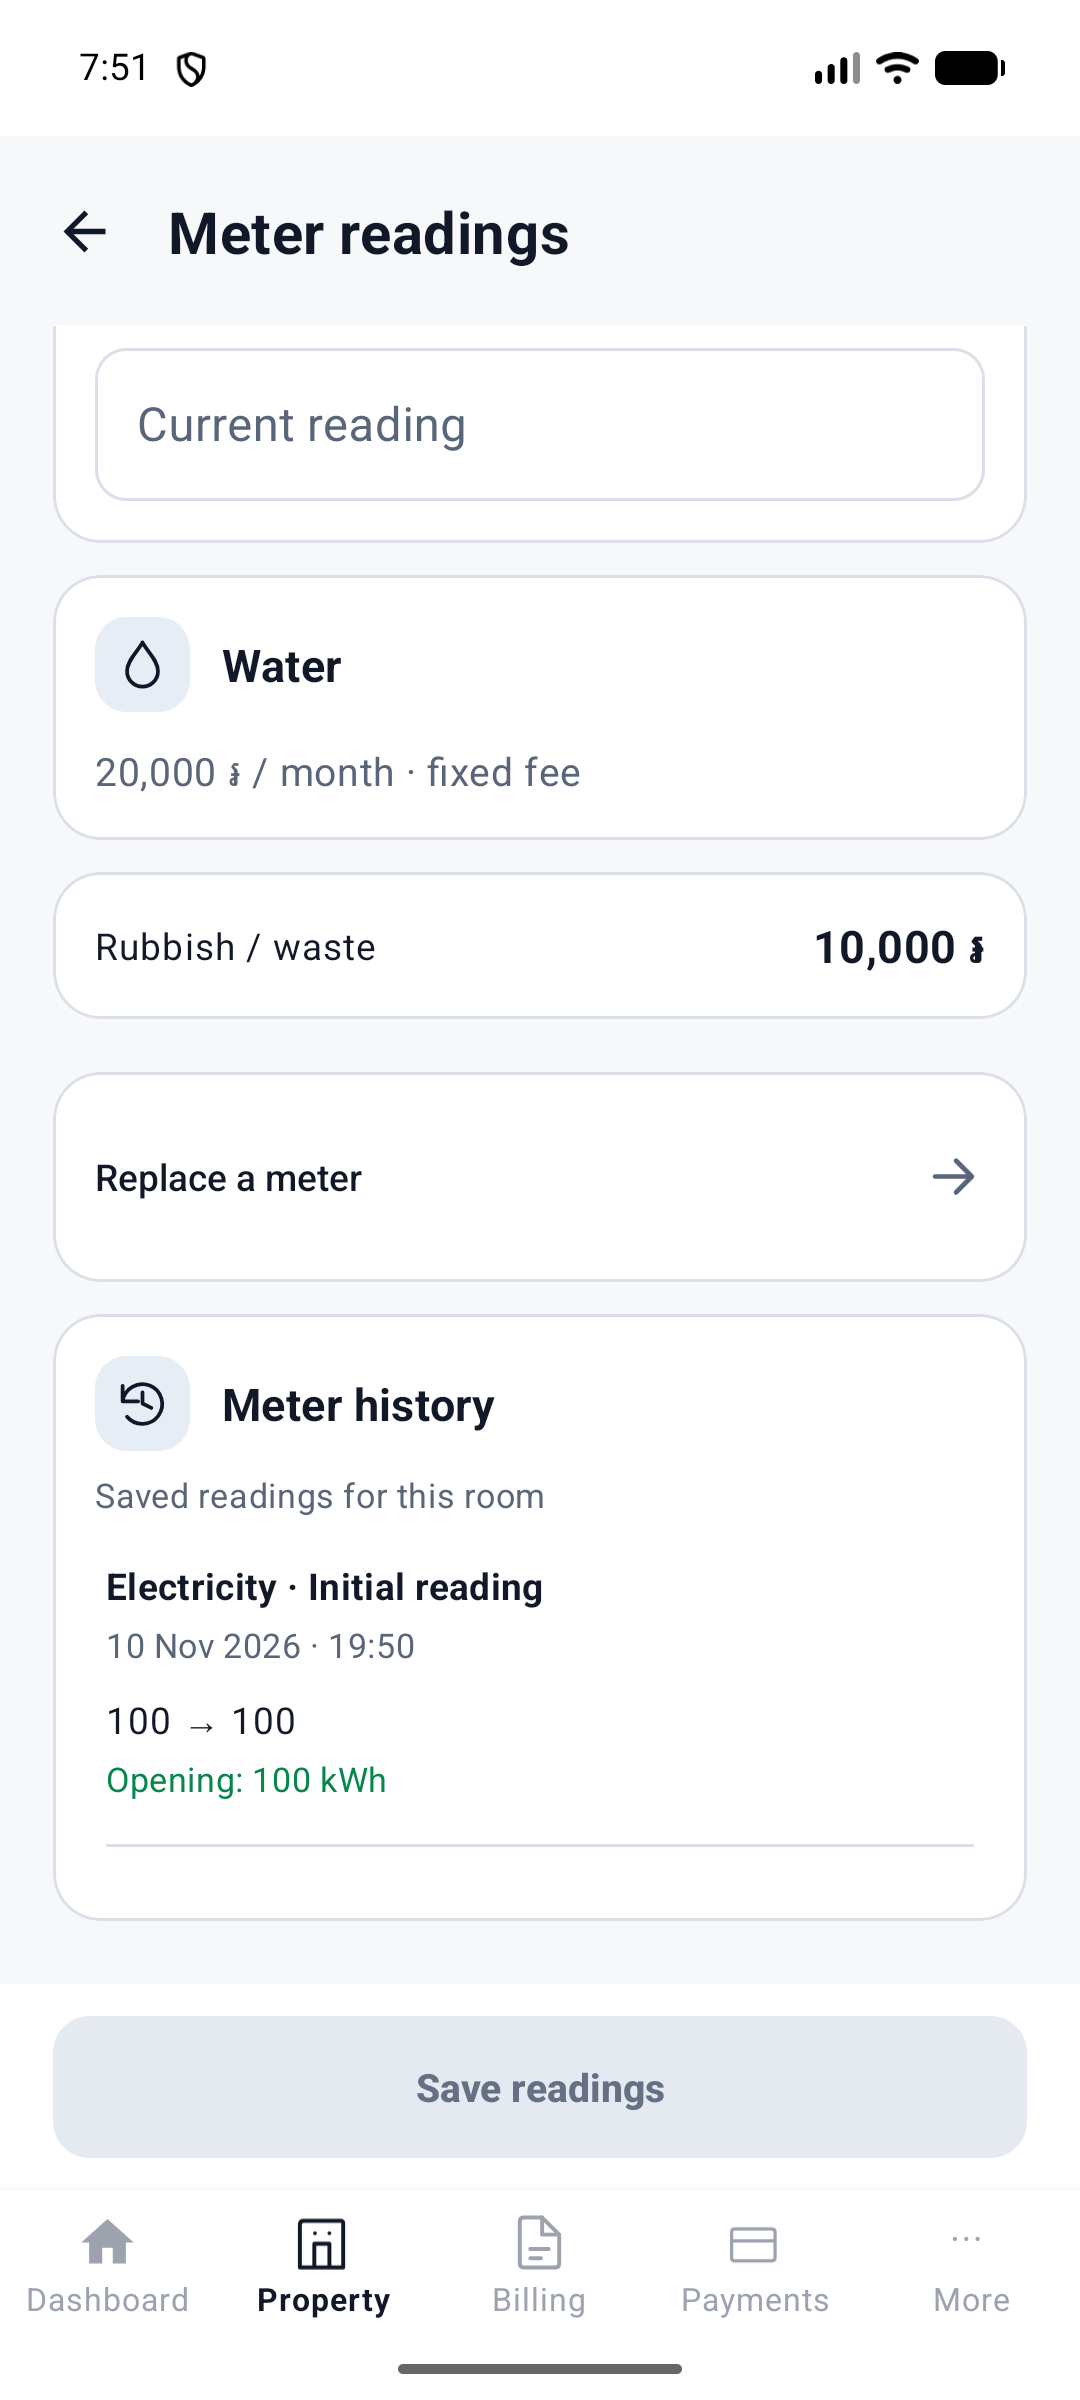 7:51
Meter readings
Current reading
Water
20,000 ៛ / month · fixed fee
Rubbish / waste
10,000 ៛
Replace a meter
Meter history
Saved readings for this room
Electricity · Initial reading
10 Nov 2026 · 19:50
100 → 100
Opening: 100 kWh
Save readings
Dashboard
Property
Billing
Payments
More